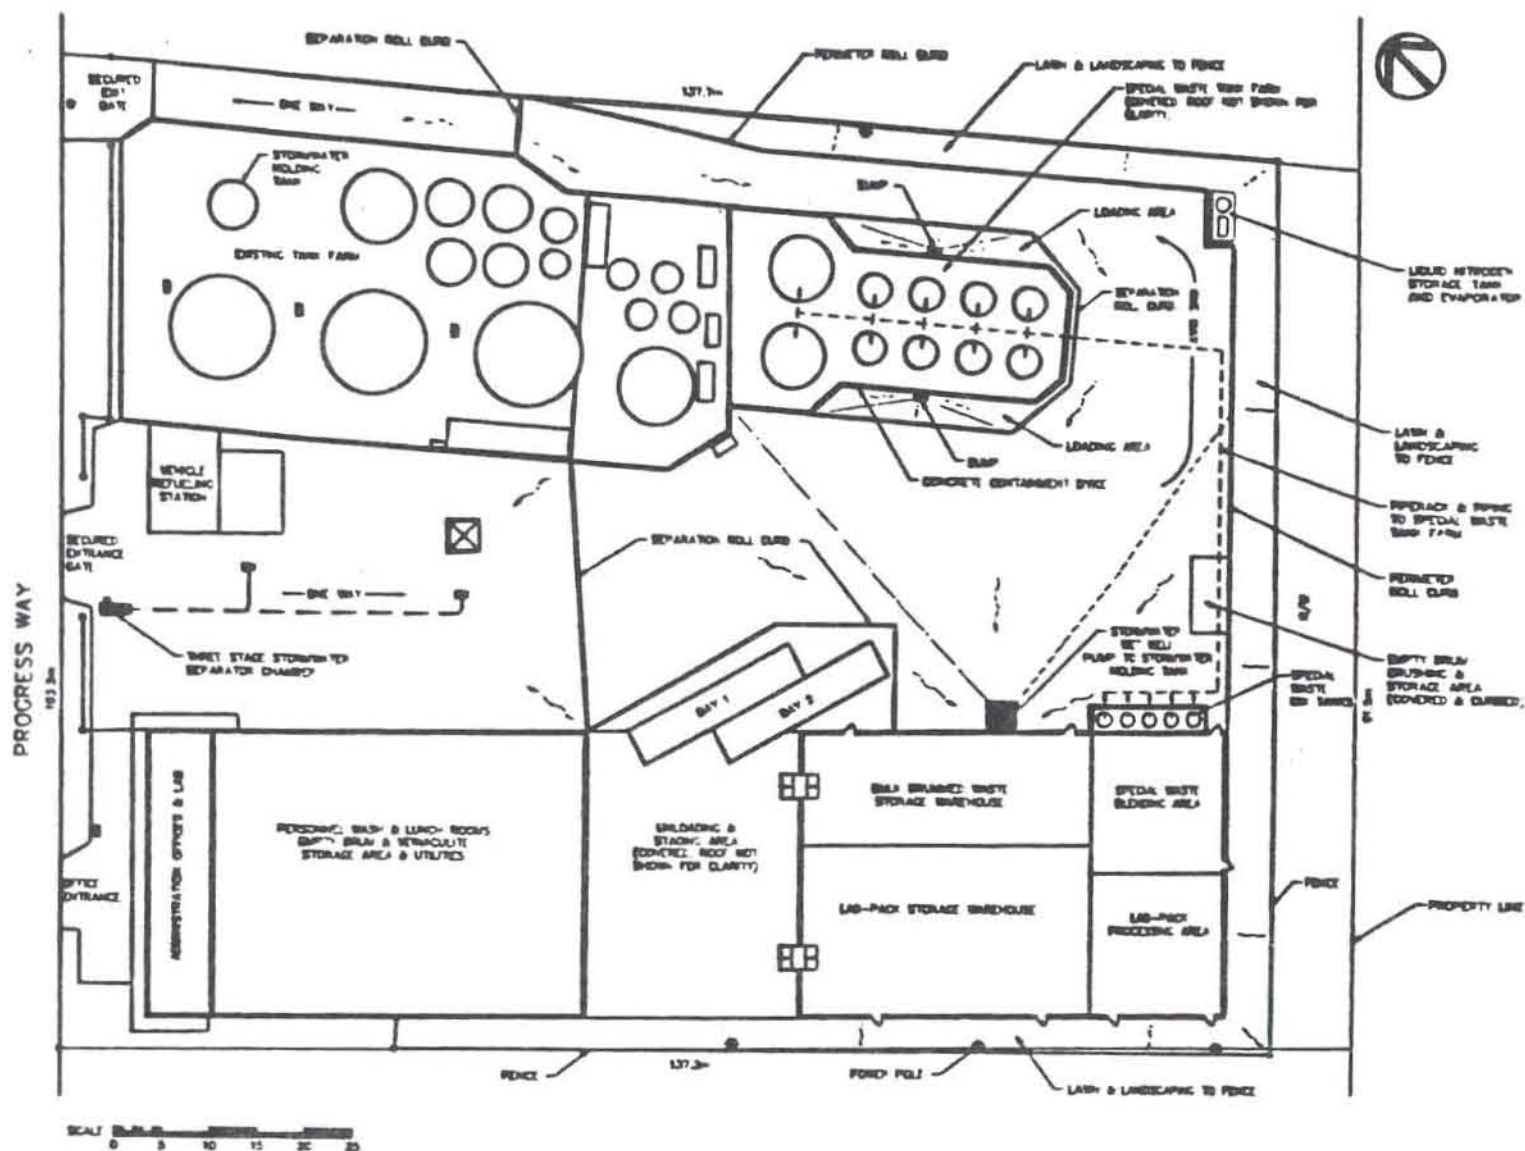 SEPARATION ROLL CURB
PERIMETER ROLL CURB
LAWN & LANDSCAPING TO FENCE
SPECIAL WASTE TANK FARM
(COVERED ROOF NOT SHOWN FOR
CLARITY)
SECURED
EXIT
GATE
ONE WAY
STORMWATER
HOLDING
TANK
SUMP
LOADING AREA
EXISTING TANK FARM
SEPARATION
ROLL CURB
ONE WAY
LIQUID NITROGEN
STORAGE TANK
AND EVAPORATOR
LOADING AREA
SUMP
CONCRETE CONTAINMENT DYKE
LAWN &
LANDSCAPING
TO FENCE
VEHICLE
REFUELING
STATION
PIPERACK & PIPING
TO SPECIAL WASTE
TANK FARM
SECURED
ENTRANCE
GATE
SEPARATION ROLL CURB
ONE WAY
PERIMETER
ROLL CURB
PROGRESS WAY
THREE STAGE STORMWATER
SEPARATOR CHAMBER
STORMWATER
WET WELL
PUMP TO STORMWATER
HOLDING TANK
EMPTY DRUM
CRUSHING &
STORAGE AREA
(COVERED & CURBED)
SPECIAL
WASTE
TANKS
BAY 1
BAY 2
ADMINISTRATION OFFICES & LAB
PERSONNEL WASH & LUNCH ROOMS
EMPTY DRUM & VERMICULITE
STORAGE AREA & UTILITIES
UNLOADING &
STAGING AREA
(COVERED, ROOF NOT
SHOWN FOR CLARITY)
BULK DRUMMED WASTE
STORAGE WAREHOUSE
SPECIAL WASTE
BLENDING AREA
OFFICE
ENTRANCE
LAB-PACK STORAGE WAREHOUSE
LAB-PACK
PROCESSING AREA
FENCE
PROPERTY LINE
FENCE
137.2m
POWER POLE
LAWN & LANDSCAPING TO FENCE
SCALE
0 5 10 15 20 25